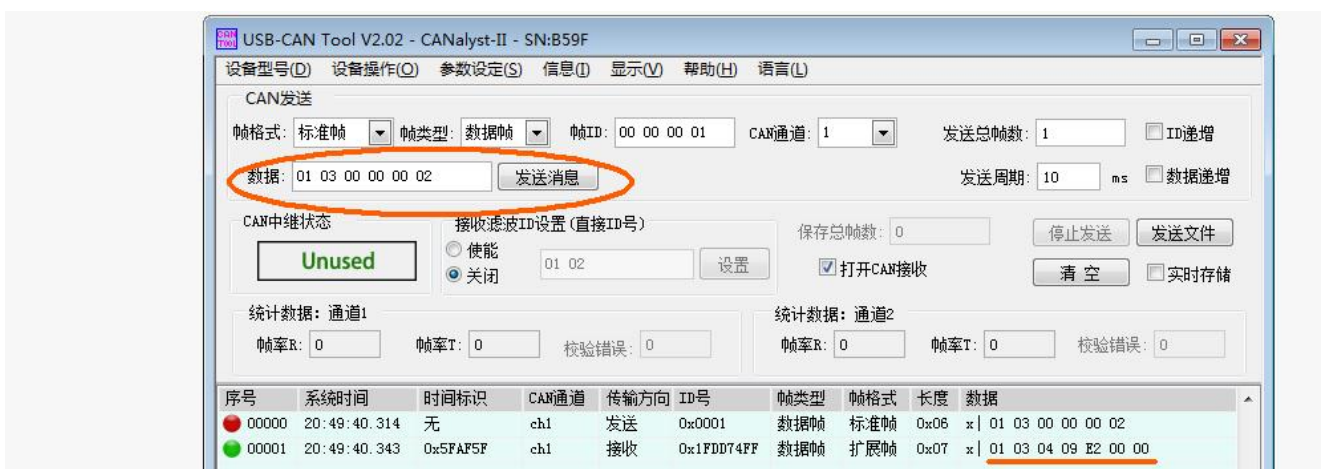 USB-CAN Tool V2.02 - CANalyst-II - SN:B59F
设备型号(D) 设备操作(O) 参数设定(S) 信息(I) 显示(V) 帮助(H) 语言(L)
CAN发送
帧格式: 标准帧 帧类型: 数据帧 帧ID: 00 00 00 01 CAN通道: 1 发送总帧数: 1 ID递增
数据: 01 03 00 00 00 02 发送消息 发送周期: 10 ms 数据递增
CAN中继状态 接收滤波ID设置(直接ID号) 保存总帧数: 0 停止发送 发送文件
Unused 使能 01 02 设置 打开CAN接收 清 空 实时存储
关闭
统计数据: 通道1 统计数据: 通道2
帧率R: 0 帧率T: 0 校验错误: 0 帧率R: 0 帧率T: 0 校验错误: 0
序号 系统时间 时间标识 CAN通道 传输方向 ID号 帧类型 帧格式 长度 数据
00000 20:49:40.314 无 ch1 发送 0x0001 数据帧 标准帧 0x06 x| 01 03 00 00 00 02
00001 20:49:40.343 0x5FAF5F ch1 接收 0x1FDD74FF 数据帧 扩展帧 0x07 x| 01 03 04 09 E2 00 00